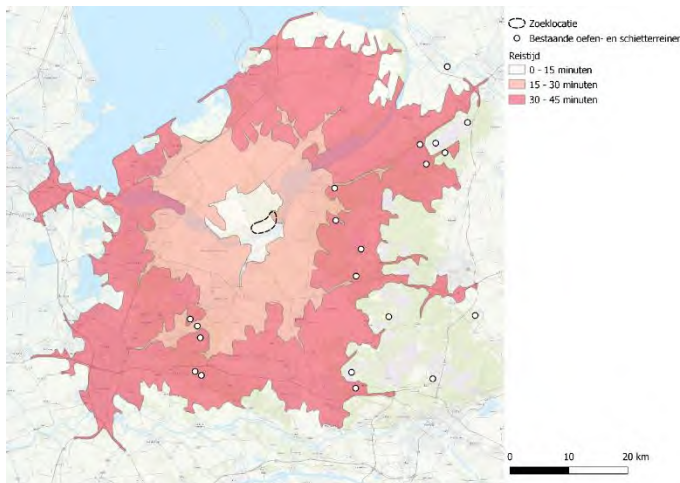 Zoeklocatie
Bestaande oefen- en schietterreinen
Reistijd
0 - 15 minuten
15 - 30 minuten
30 - 45 minuten
0 10 20 km